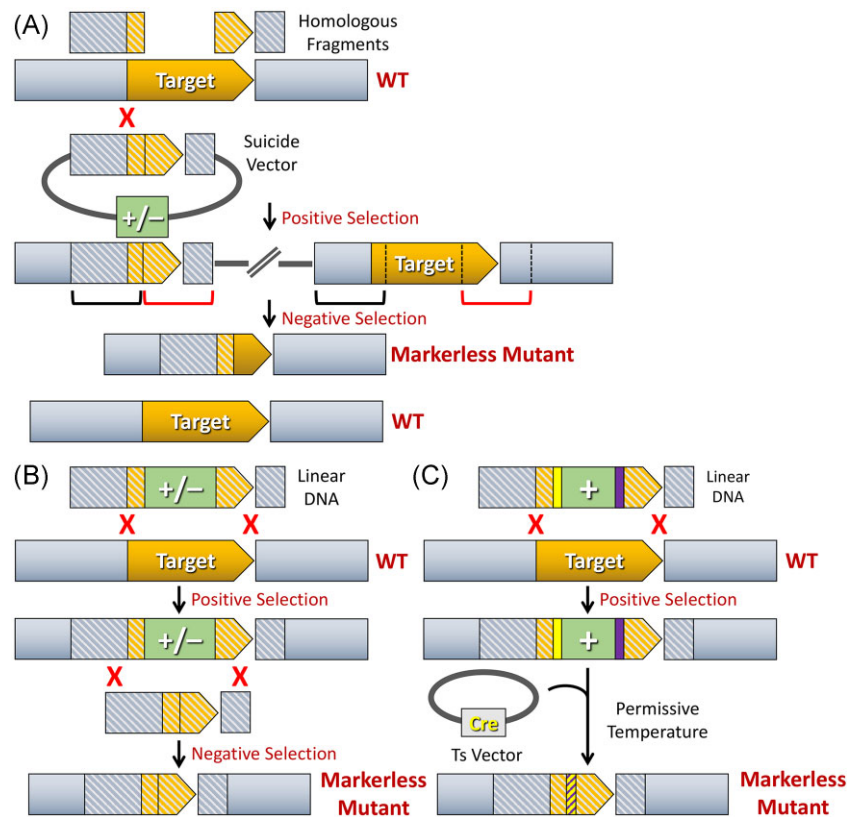 (A)
Homologous
Fragments
Target
WT
X
Suicide
Vector
+/−
Positive Selection
Target
Negative Selection
Markerless Mutant
Target
WT
(B)
+/−
Linear
DNA
X X
Target
WT
Positive Selection
+/−
X X
Negative Selection
Markerless
Mutant
(C)
+
Linear
DNA
X X
Target
WT
Positive Selection
+
Cre
Ts Vector
Permissive
Temperature
Markerless
Mutant